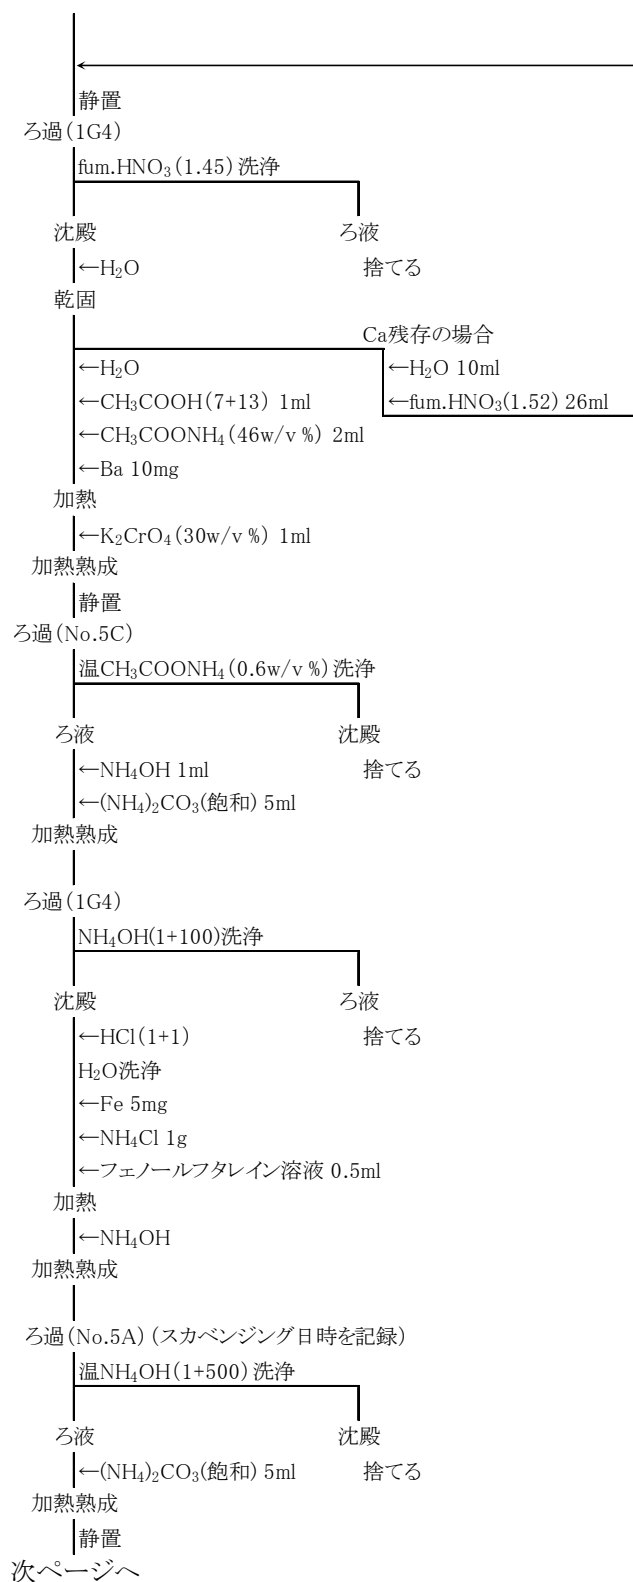 静置
ろ過(1G4)
fum.HNO₃(1.45)洗浄
沈殿 ろ液
←H₂O 捨てる
乾固
Ca残存の場合
←H₂O ←H₂O 10ml
←CH₃COOH(7+13) 1ml ←fum.HNO₃(1.52) 26ml
←CH₃COONH₄(46w/v %) 2ml
←Ba 10mg
加熱
←K₂CrO₄(30w/v %) 1ml
加熱熟成
静置
ろ過(No.5C)
温CH₃COONH₄(0.6w/v %)洗浄
ろ液 沈殿
←NH₄OH 1ml 捨てる
←(NH₄)₂CO₃(飽和) 5ml
加熱熟成
ろ過(1G4)
NH₄OH(1+100)洗浄
沈殿 ろ液
←HCl(1+1) 捨てる
H₂O洗浄
←Fe 5mg
←NH₄Cl 1g
←フェノールフタレイン溶液 0.5ml
加熱
←NH₄OH
加熱熟成
ろ過(No.5A)(スカベンジング日時を記録)
温NH₄OH(1+500)洗浄
ろ液 沈殿
←(NH₄)₂CO₃(飽和) 5ml 捨てる
加熱熟成
静置
次ページへ